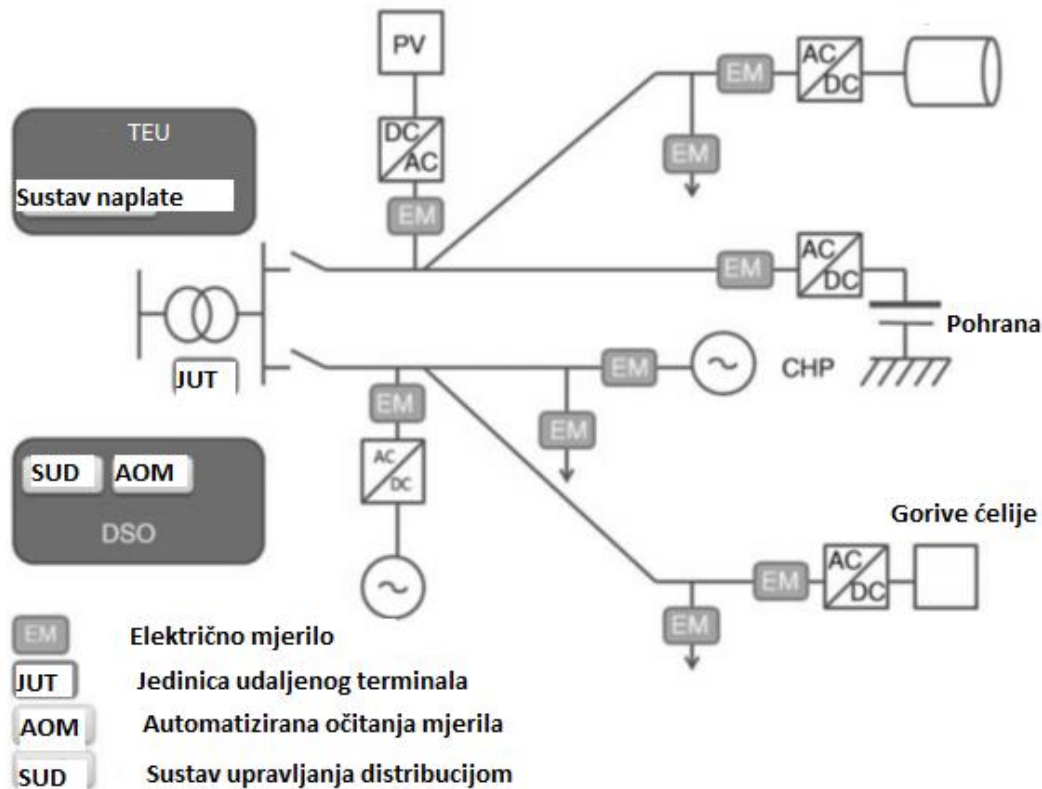 PV
AC
DC
EM
TEU
DC
AC
EM
Sustav naplate
EM
AC
DC
EM
Pohrana
JUT
EM
CHP
EM
EM
SUD
AOM
AC
DC
DSO
Gorive ćelije
AC
DC
EM
EM
EM
Električno mjerilo
JUT
Jedinica udaljenog terminala
AOM
Automatizirana očitanja mjerila
SUD
Sustav upravljanja distribucijom